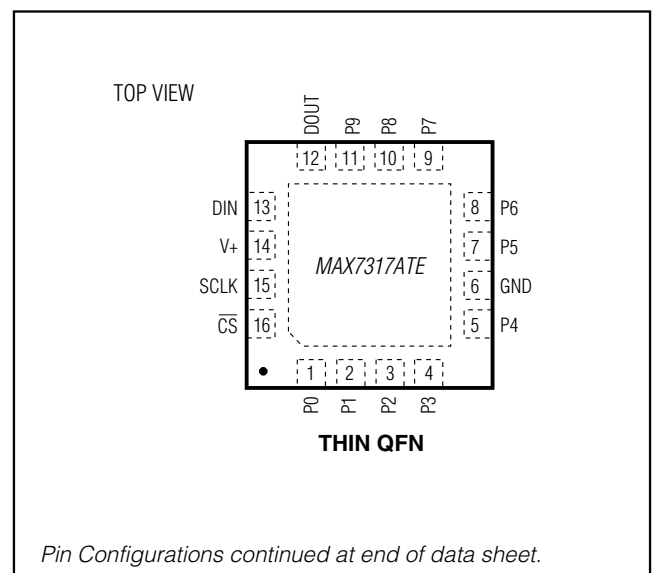 TOP VIEW
DOUT P9 P8 P7
12 11 10 9
DIN 13 8 P6
V+ 14 7 P5
MAX7317ATE
SCLK 15 6 GND
C̅S̅ 16 5 P4
1 2 3 4
P0 P1 P2 P3
THIN QFN
Pin Configurations continued at end of data sheet.